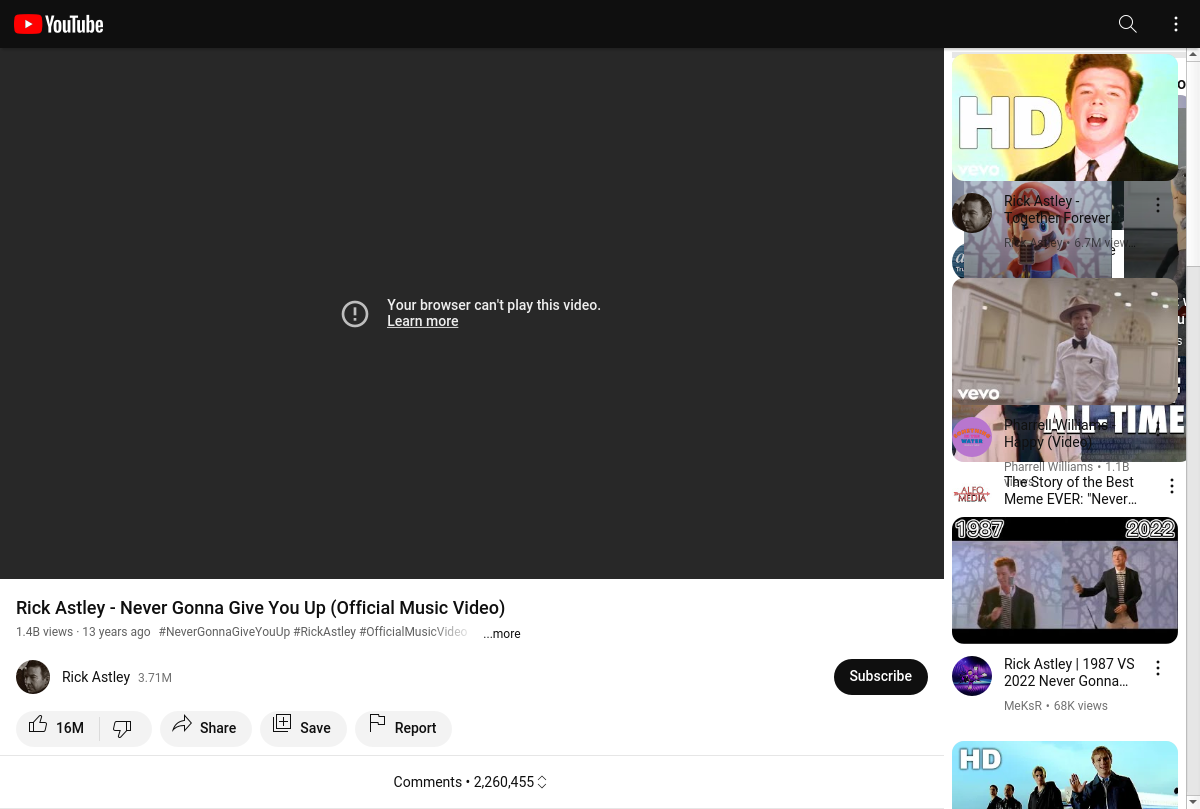 YouTube
Your browser can't play this video.
Learn more
Rick Astley - Never Gonna Give You Up (Official Music Video)
1.4B views · 13 years ago #NeverGonnaGiveYouUp #RickAstley #OfficialMusicVideo
...more
Rick Astley 3.71M
Subscribe
16M
Share
Save
Report
Comments • 2,260,455
HD
vevo
Rick Astley -
Together Forever
Rick Astley • 6.7M view...
vevo
ALL-TIME
Pharrell Williams -
Happy (Video)
Pharrell Williams • 1.1B
views
ALFO
MEDIA
The Story of the Best
Meme EVER: "Never...
1987 2022
Rick Astley | 1987 VS
2022 Never Gonna...
MeKsR • 68K views
HD